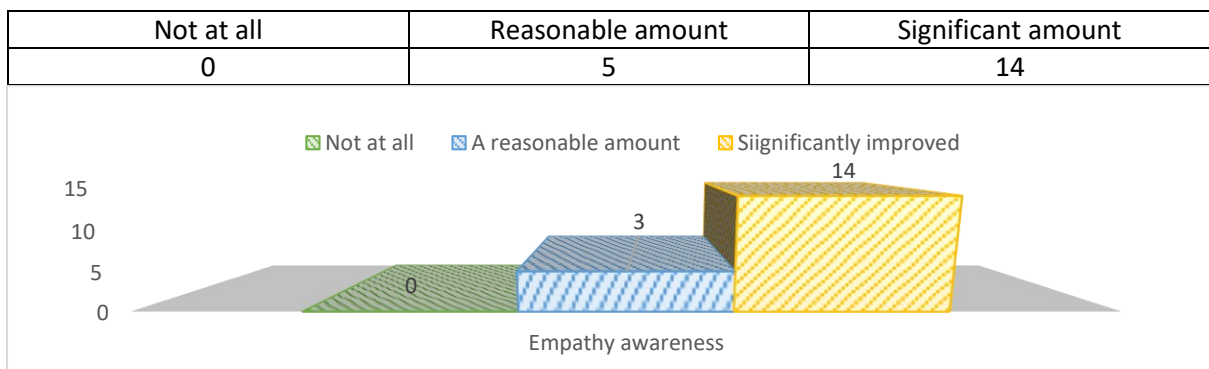 Not at all Reasonable amount Significant amount
0 5 14
Not at all A reasonable amount Siignificantly improved
14
15
3
10
5
0
0
Empathy awareness